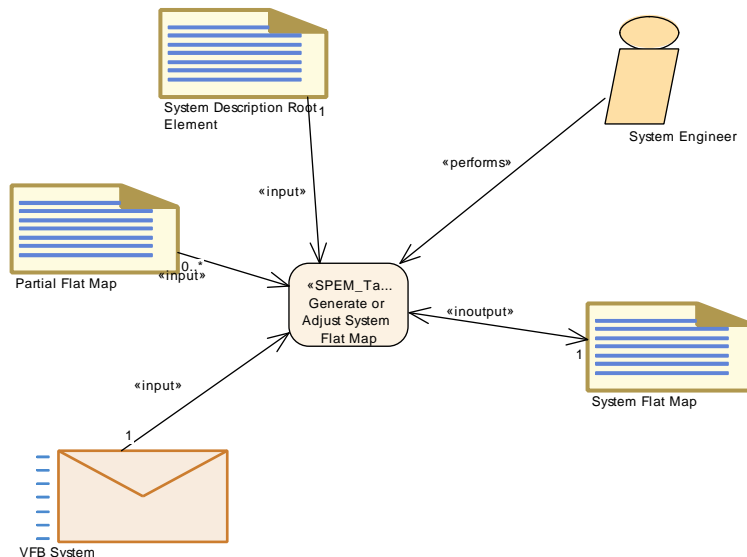 System Description Root
Element
1
System Engineer
«performs»
«input»
Partial Flat Map
0..*
«input»
«SPEM_Ta...
Generate or
Adjust System
Flat Map
«inoutput»
1
System Flat Map
«input»
1
VFB System